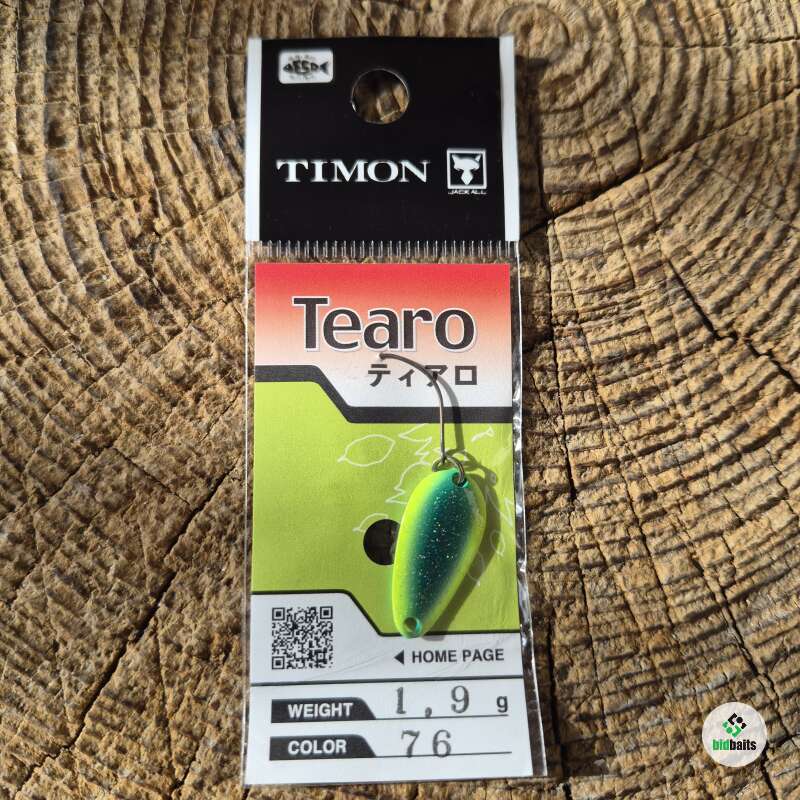 TIMON
JACKALL
Tearo
ティアロ
HOME PAGE
WEIGHT 1.9 g
COLOR 76
bidbaits